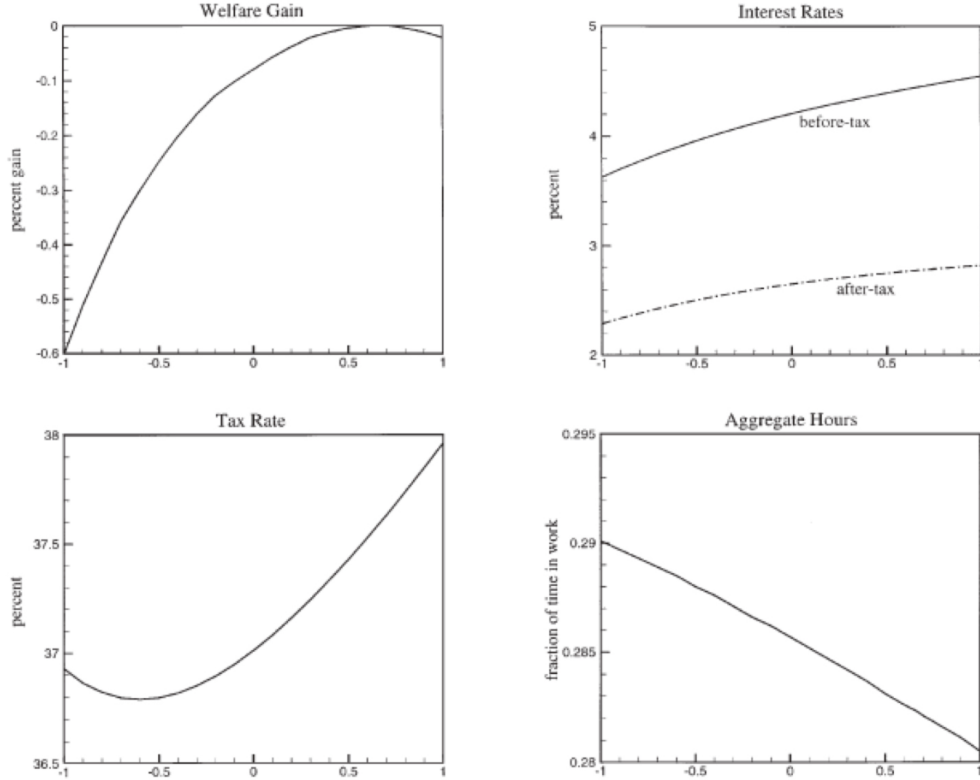 Welfare Gain
0
-0.1
-0.2
-0.3
-0.4
-0.5
-0.6
percent gain
-1 -0.5 0 0.5 1
Interest Rates
5
4
3
2
percent
before-tax
after-tax
-1 -0.5 0 0.5 1
Tax Rate
38
37.5
37
36.5
percent
-1 -0.5 0 0.5 1
Aggregate Hours
0.295
0.29
0.285
0.28
fraction of time in work
-1 -0.5 0 0.5 1